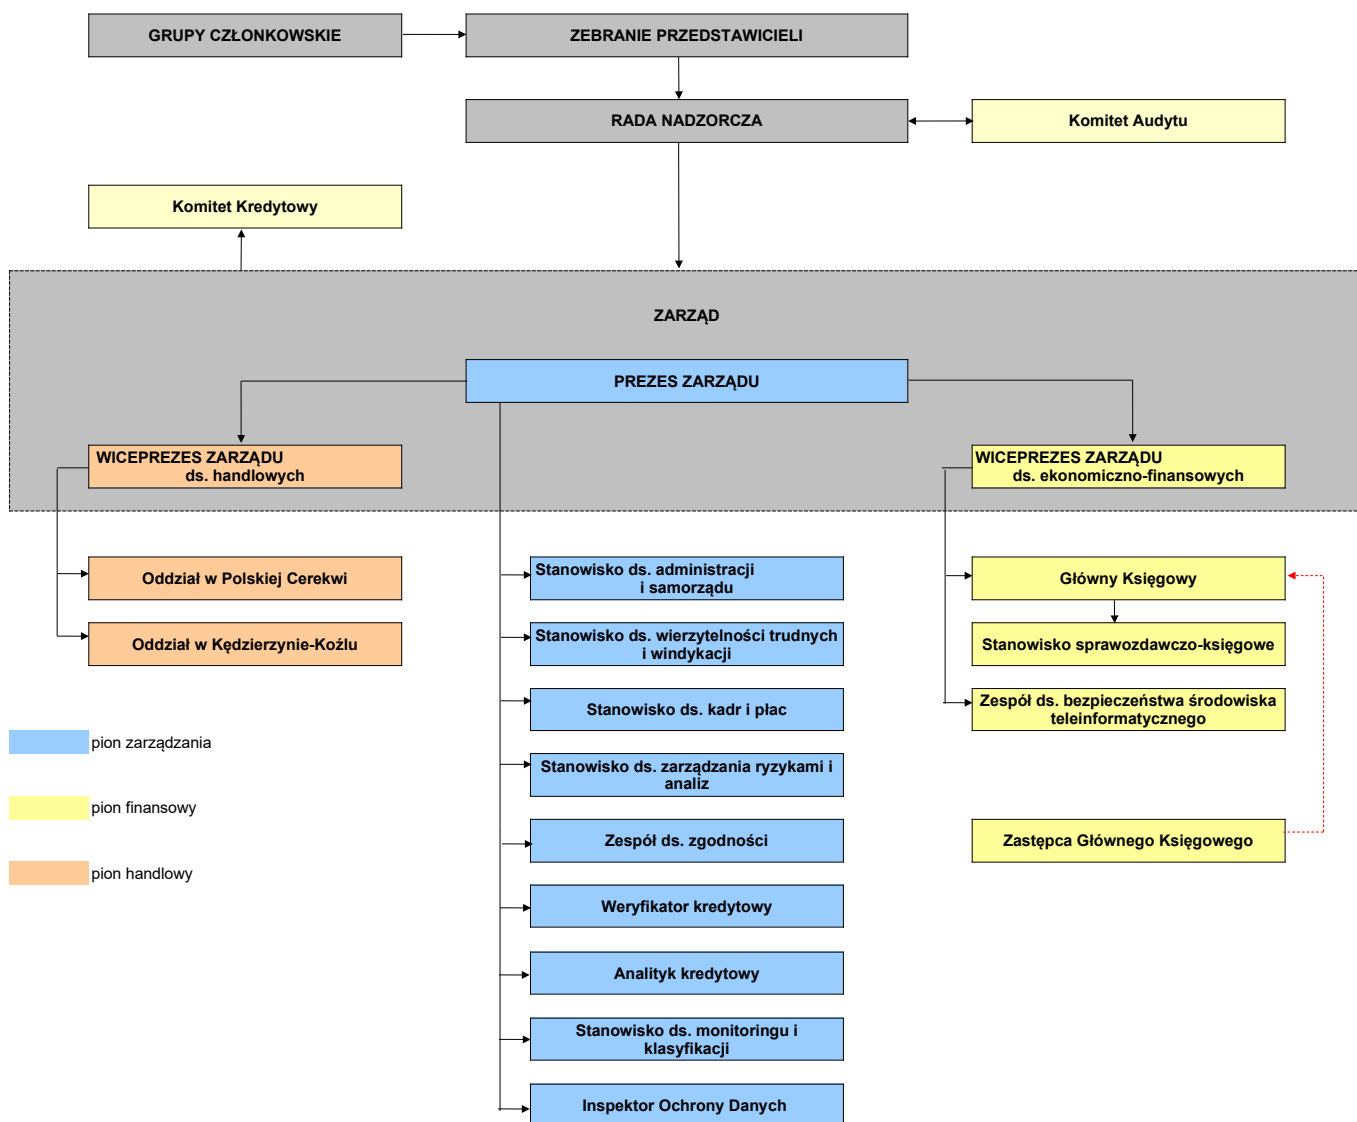 GRUPY CZŁONKOWSKIE
ZEBRANIE PRZEDSTAWICIELI
RADA NADZORCZA
Komitet Audytu
Komitet Kredytowy
ZARZĄD
PREZES ZARZĄDU
WICEPREZES ZARZĄDU
ds. handlowych
WICEPREZES ZARZĄDU
ds. ekonomiczno-finansowych
Oddział w Polskiej Cerekwi
Oddział w Kędzierzynie-Koźlu
Stanowisko ds. administracji
i samorządu
Stanowisko ds. wierzytelności trudnych
i windykacji
Stanowisko ds. kadr i płac
Stanowisko ds. zarządzania ryzykami i
analiz
Zespół ds. zgodności
Weryfikator kredytowy
Analityk kredytowy
Stanowisko ds. monitoringu i
klasyfikacji
Inspektor Ochrony Danych
Główny Księgowy
Stanowisko sprawozdawczo-księgowe
Zespół ds. bezpieczeństwa środowiska
teleinformatycznego
Zastępca Głównego Księgowego
pion zarządzania
pion finansowy
pion handlowy